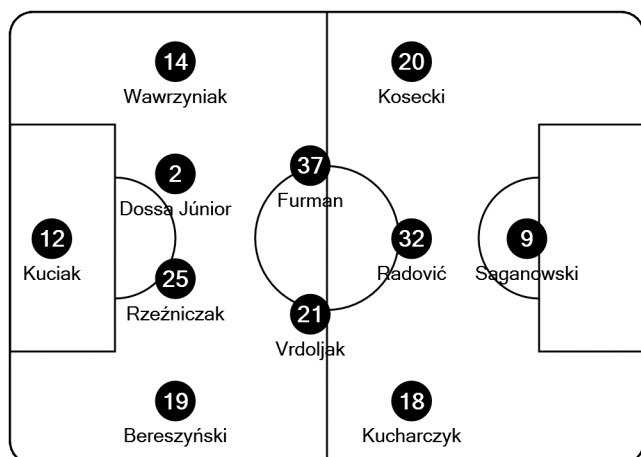 14
Wawrzyniak
20
Kosecki
37
Furman
2
Dossa Júnior
12
Kuciak
32
Radović
9
Saganowski
25
Rzeźniczak
21
Vrdoljak
19
Bereszyński
18
Kucharczyk